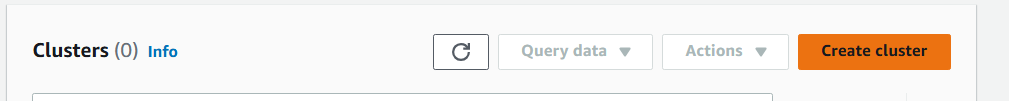 Clusters (0) Info Query data Actions Create cluster